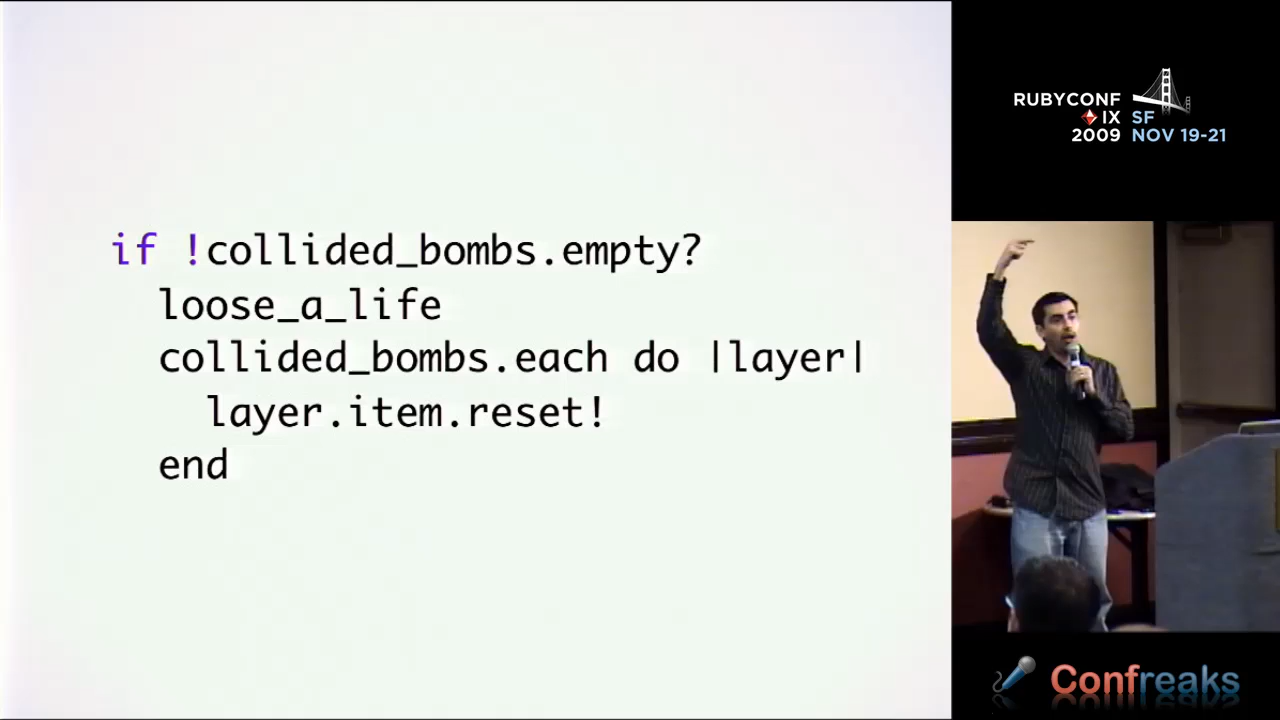 if !collided_bombs.empty?
  loose_a_life
  collided_bombs.each do |layer|
    layer.item.reset!
  end
RUBYCONF
IX SF
2009 NOV 19-21
Confreaks